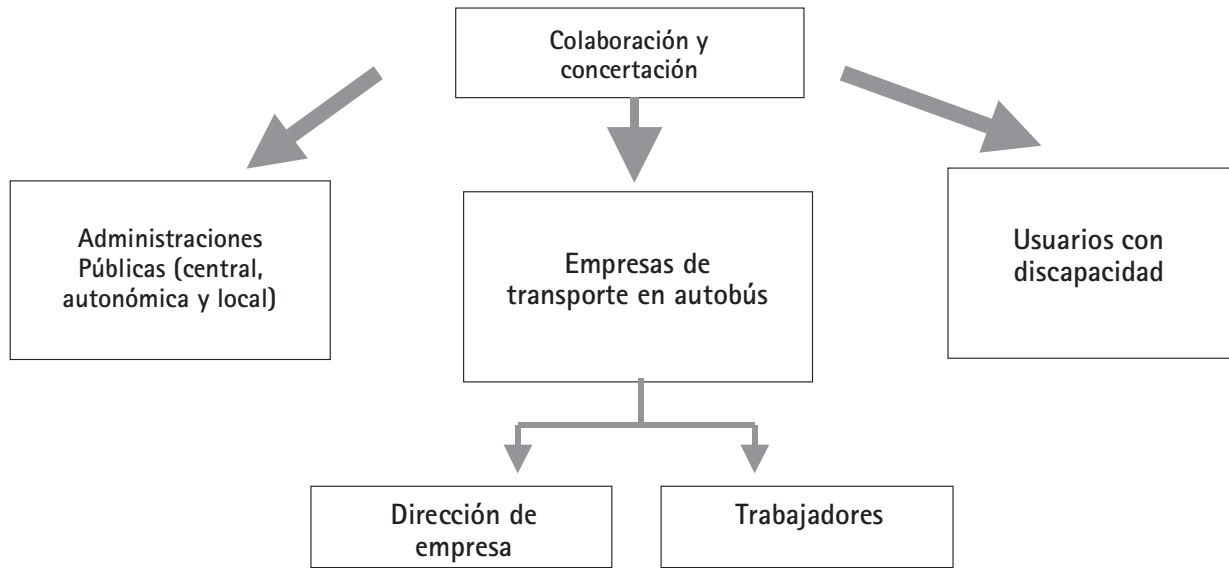 Colaboración y
concertación
Administraciones
Públicas (central,
autonómica y local)
Empresas de
transporte en autobús
Usuarios con
discapacidad
Dirección de
empresa
Trabajadores